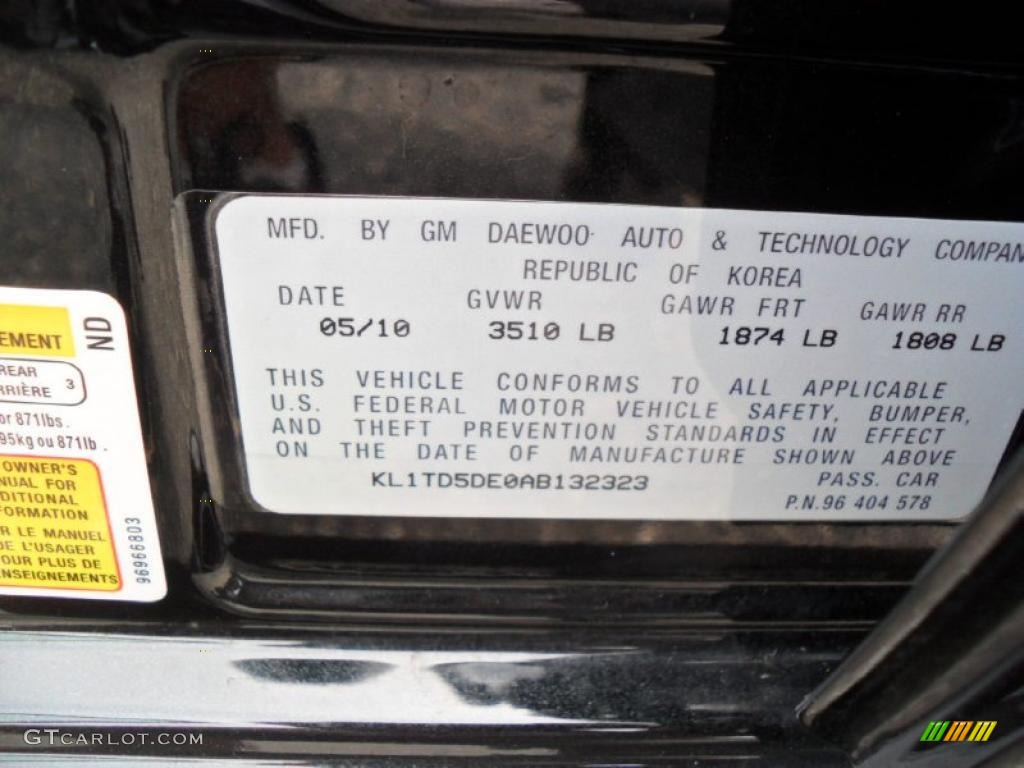 MFD. BY GM DAEWOO AUTO & TECHNOLOGY COMPAN
REPUBLIC OF KOREA
DATE GVWR GAWR FRT GAWR RR
05/10 3510 LB 1874 LB 1808 LB
THIS VEHICLE CONFORMS TO ALL APPLICABLE
U.S. FEDERAL MOTOR VEHICLE SAFETY, BUMPER,
AND THEFT PREVENTION STANDARDS IN EFFECT
ON THE DATE OF MANUFACTURE SHOWN ABOVE
KL1TD5DE0AB132323 PASS. CAR
P.N.96 404 578
ND
EMENT
REAR
RRIÈRE 3
or 871lbs.
95kg ou 871lb.
OWNER'S
NUAL FOR
DITIONAL
FORMATION
R LE MANUEL
DE L'USAGER
OUR PLUS DE
NSEIGNEMENTS
96966803
GTCARLOT.COM